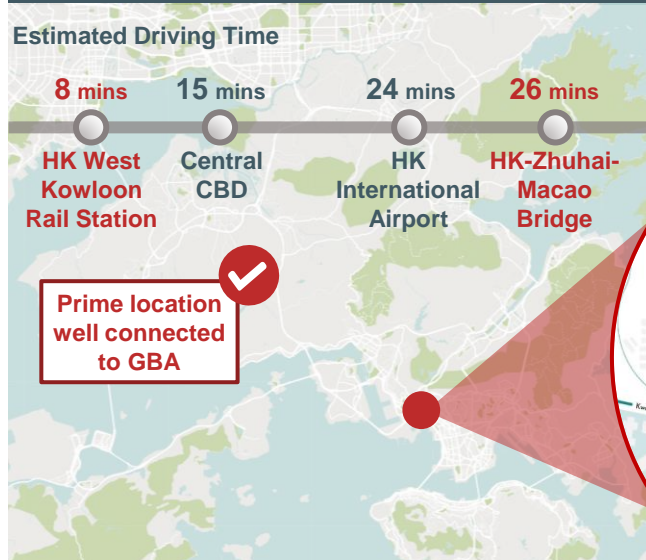 Estimated Driving Time
8 mins
15 mins
24 mins
26 mins
HK West
Kowloon
Rail Station
Central
CBD
HK
International
Airport
HK-Zhuhai-
Macao
Bridge
Prime location
well connected
to GBA